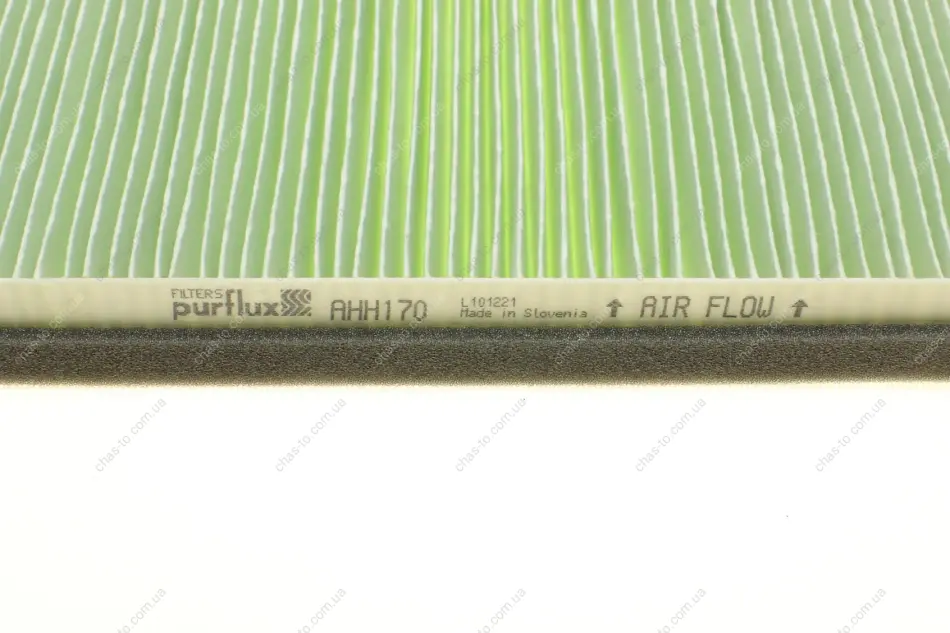 FILTERS
purflux AHH170
L101221
Made in Slovenia
↑ AIR FLOW ↑
chas-to.com.ua